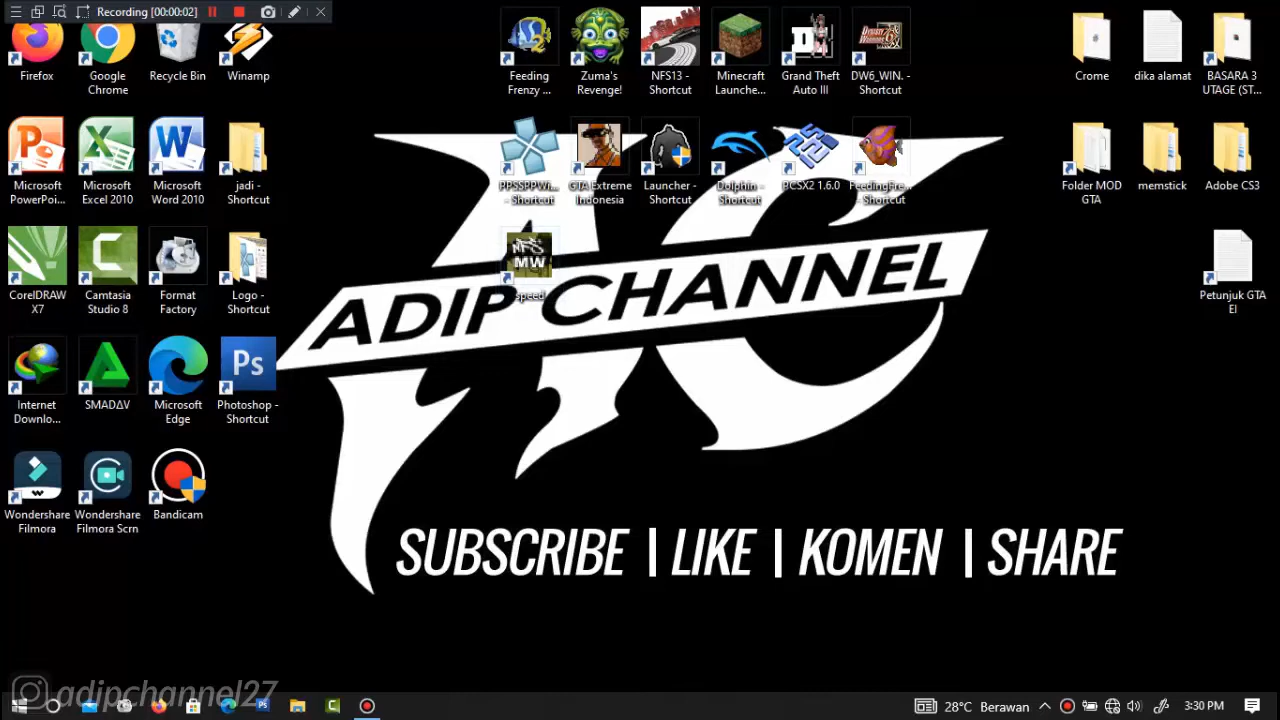 Recording [00:00:02]
Firefox
Google
Chrome
Recycle Bin
Winamp
Feeding
Frenzy ...
Zuma's
Revenge!
NFS13 -
Shortcut
Minecraft
Launche...
Grand Theft
Auto III
DW6_WIN. -
Shortcut
Crome
dika alamat
BASARA 3
UTAGE (ST...
Microsoft
PowerPoi...
Microsoft
Excel 2010
Microsoft
Word 2010
jadi -
Shortcut
PPSSPPWi...
- Shortcut
GTA Extreme
Indonesia
Launcher -
Shortcut
Dolphin -
Shortcut
PCSX2 1.6.0
FeedingFre...
- Shortcut
Folder MOD
GTA
memstick
Adobe CS3
CorelDRAW
X7
Camtasia
Studio 8
Format
Factory
Logo -
Shortcut
NFS
MW
speed
Petunjuk GTA
EI
AC
ADIP CHANNEL
Internet
Downlo...
SMADΔV
Microsoft
Edge
Ps
Photoshop -
Shortcut
Wondershare
Filmora
Wondershare
Filmora Scrn
Bandicam
SUBSCRIBE | LIKE | KOMEN | SHARE
adipchannel27
28°C Berawan
3:30 PM